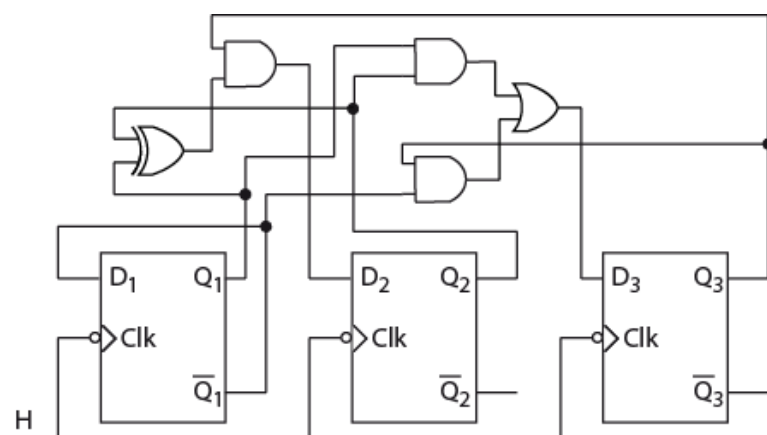 D₁ Q₁ D₂ Q₂ D₃ Q₃
Clk Clk Clk
Q̅₁ Q̅₂ Q̅₃
H